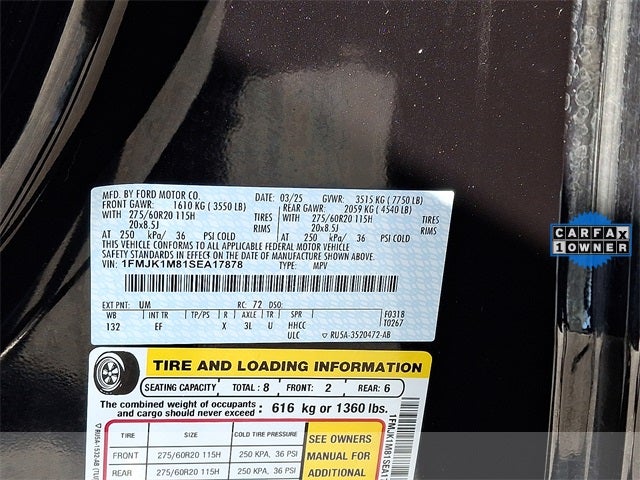 MFD. BY FORD MOTOR CO.
DATE: 03/25 GVWR: 3515 KG ( 7750 LB)
FRONT GAWR: 1610 KG ( 3550 LB)
REAR GAWR: 2059 KG ( 4540 LB)
WITH 275/60R20 115H TIRES 275/60R20 115H TIRES
20x8.5J RIMS 20x8.5J RIMS
AT 250 kPa/ 36 PSI COLD AT 250 kPa/ 36 PSI COLD
THIS VEHICLE CONFORMS TO ALL APPLICABLE FEDERAL MOTOR VEHICLE
SAFETY STANDARDS IN EFFECT ON THE DATE OF MANUFACTURE SHOWN ABOVE.
VIN: 1FMJK1M81SEA17878 TYPE: MPV
EXT PNT: UM RC: 72 DSO:
WB INT TR TP/PS R AXLE TR SPR F0318
132 EF X 3L U HHCC T0267
ULC ▽ RU5A-3520472-AB
TIRE AND LOADING INFORMATION
SEATING CAPACITY TOTAL : 8 FRONT: 2 REAR: 6
The combined weight of occupants
and cargo should never exceed : 616 kg or 1360 lbs.
TIRE SIZE COLD TIRE PRESSURE
FRONT 275/60R20 115H 250 KPA, 36 PSI
REAR 275/60R20 115H 250 KPA, 36 PSI
SEE OWNERS
MANUAL FOR
ADDITIONAL
1FMJK1M81SEA178
CARFAX
1 OWNER